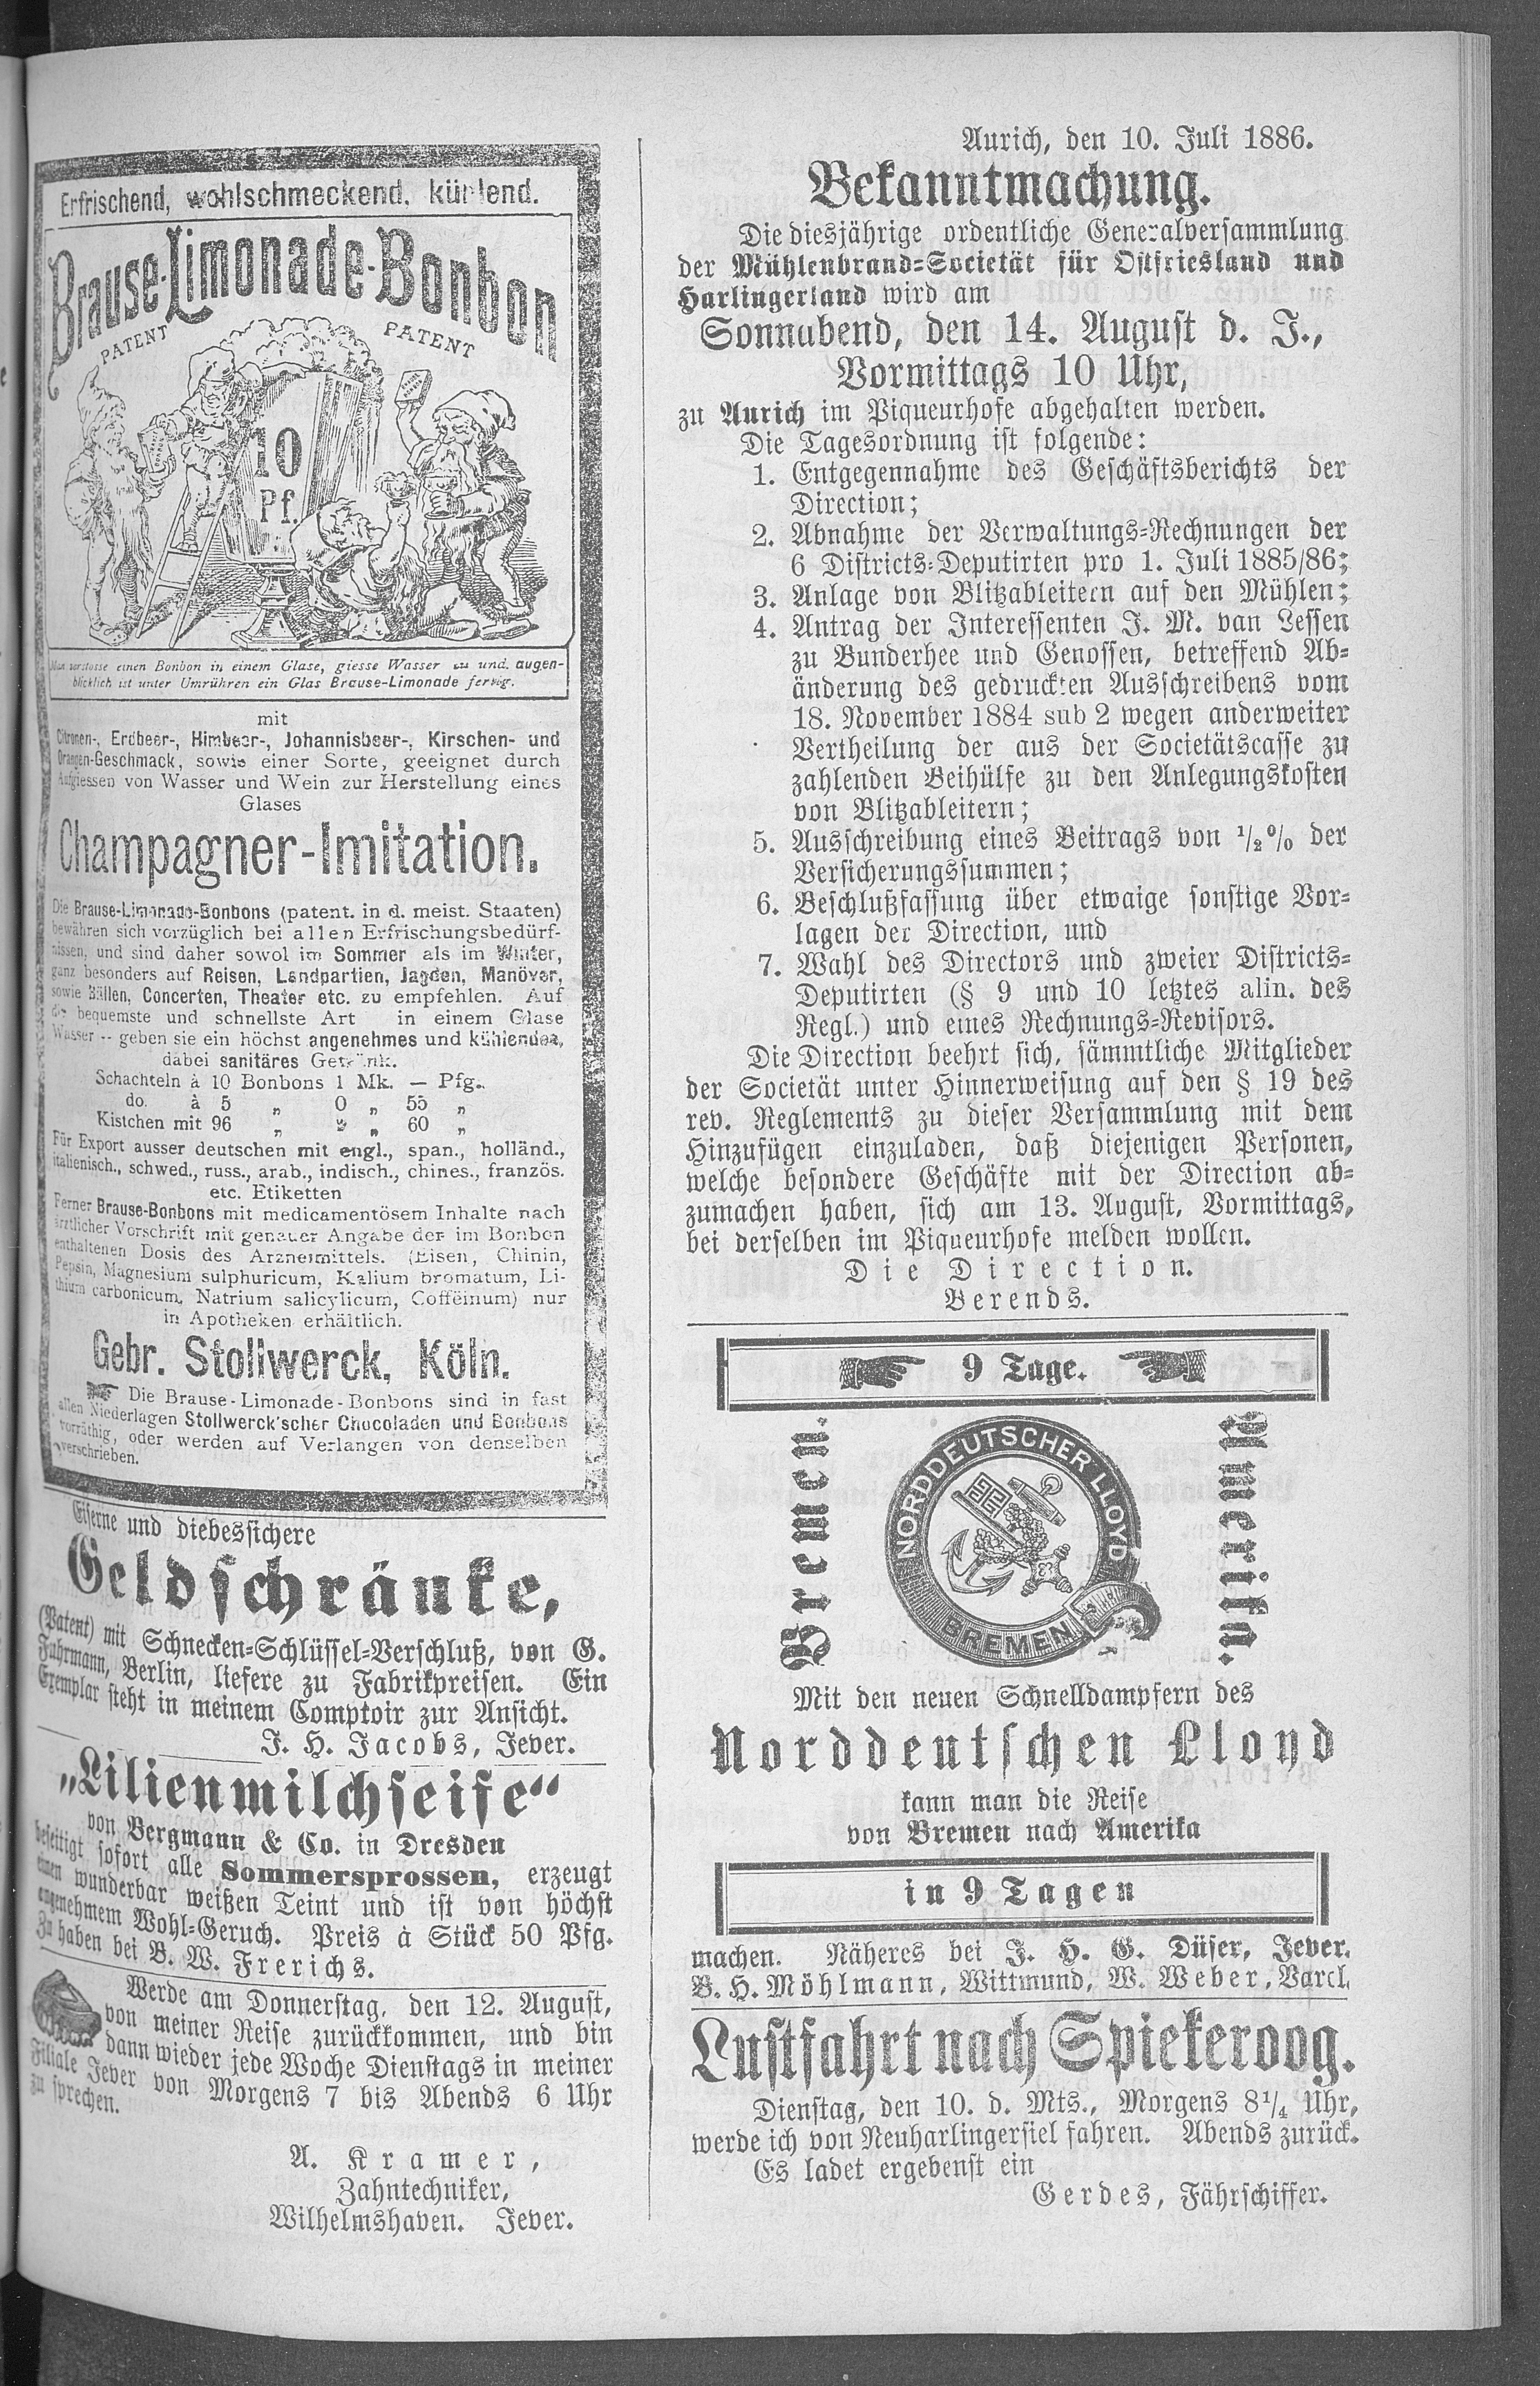 Erfrischend, wohlschmeckend, kühlend.
Brause-Limonade-Bonbon
PATENT PATENT
10
Pf.
Man zerstosse einen Bonbon in einem Glase, giesse Wasser zu und augen-
blicklich ist unter Umrühren ein Glas Brause-Limonade fertig.
mit
Citronen-, Erdbeer-, Himbeer-, Johannisbeer-, Kirschen- und
Orangen-Geschmack, sowie einer Sorte, geeignet durch
Aufgiessen von Wasser und Wein zur Herstellung eines
Glases
Champagner-Imitation.
Die Brause-Limonade-Bonbons (patent. in d. meist. Staaten)
bewähren sich vorzüglich bei allen Erfrischungsbedürf-
nissen, und sind daher sowol im Sommer als im Winter,
ganz besonders auf Reisen, Landpartien, Jagden, Manöver,
sowie Bällen, Concerten, Theater etc. zu empfehlen. Auf
die bequemste und schnellste Art in einem Glase
Wasser -- geben sie ein höchst angenehmes und kühlendes,
dabei sanitäres Getränk.
Schachteln à 10 Bonbons 1 Mk. — Pfg.
do. à 5 „ 0 „ 55 „
Kistchen mit 96 „ „ 60 „
Für Export ausser deutschen mit engl., span., holländ.,
italienisch., schwed., russ., arab., indisch., chines., französ.
etc. Etiketten
Ferner Brause-Bonbons mit medicamentösem Inhalte nach
ärztlicher Vorschrift mit genauer Angabe der im Bonbon
enthaltenen Dosis des Arzneimittels. (Eisen, Chinin,
Pepsin, Magnesium sulphuricum, Kalium bromatum, Li-
thium carbonicum, Natrium salicylicum, Cofféinum) nur
in Apotheken erhältlich.
Gebr. Stollwerck, Köln.
Die Brause-Limonade-Bonbons sind in fast
allen Niederlagen Stollwerck'scher Chocoladen und Bonbons
vorräthig, oder werden auf Verlangen von denselben
verschrieben.
Eiserne und diebessichere
Geldschränke,
(Patent) mit Schnecken-Schlüssel-Verschluß, von G.
Fuhrmann, Berlin, liefere zu Fabrikpreisen. Ein
Exemplar steht in meinem Comptoir zur Ansicht.
J. H. Jacobs, Jever.
„Lilienmilchseife“
von Bergmann & Co. in Dresden
beseitigt sofort alle Sommersprossen, erzeugt
einen wunderbar weißen Teint und ist von höchst
angenehmem Wohl-Geruch. Preis à Stück 50 Pfg.
Zu haben bei B. W. Frerichs.
Werde am Donnerstag, den 12. August,
von meiner Reise zurückkommen, und bin
dann wieder jede Woche Dienstags in meiner
Filiale Jever von Morgens 7 bis Abends 6 Uhr
zu sprechen.
A. Kramer,
Zahntechniker,
Wilhelmshaven. Jever.
Aurich, den 10. Juli 1886.
Bekanntmachung.
Die diesjährige ordentliche Generalversammlung
der Mühlenbrand-Societät für Ostfriesland und
Harlingerland wird am
Sonnabend, den 14. August d. J.,
Vormittags 10 Uhr,
zu Aurich im Piqueurhofe abgehalten werden.
Die Tagesordnung ist folgende:
1. Entgegennahme des Geschäftsberichts der
Direction;
2. Abnahme der Verwaltungs-Rechnungen der
6 Districts-Deputirten pro 1. Juli 1885/86;
3. Anlage von Blitzableitern auf den Mühlen;
4. Antrag der Interessenten J. M. van Lessen
zu Bunderhee und Genossen, betreffend Ab-
änderung des gedruckten Ausschreibens vom
18. November 1884 sub 2 wegen anderweiter
Vertheilung der aus der Societätscasse zu
zahlenden Beihülfe zu den Anlegungskosten
von Blitzableitern;
5. Ausschreibung eines Beitrags von ½ % der
Versicherungssummen;
6. Beschlußfassung über etwaige sonstige Vor-
lagen der Direction, und
7. Wahl des Directors und zweier Districts-
Deputirten (§ 9 und 10 letztes alin. des
Regl.) und eines Rechnungs-Revisors.
Die Direction beehrt sich, sämmtliche Mitglieder
der Societät unter Hinnerweisung auf den § 19 des
rev. Reglements zu dieser Versammlung mit dem
Hinzufügen einzuladen, daß diejenigen Personen,
welche besondere Geschäfte mit der Direction ab-
zumachen haben, sich am 13. August, Vormittags,
bei derselben im Piqueurhofe melden wollen.
Die Direction.
Berends.
9 Tage.
Bremen.
NORDDEUTSCHER LLOYD
BREMEN
Amerika.
Mit den neuen Schnelldampfern des
Norddeutschen Lloyd
kann man die Reise
von Bremen nach Amerika
in 9 Tagen
machen. Näheres bei J. H. G. Düser, Jever.
B. H. Möhlmann, Wittmund, W. Weber, Varel.
Lustfahrt nach Spiekeroog.
Dienstag, den 10. d. Mts., Morgens 8¼ Uhr,
werde ich von Neuharlingersiel fahren. Abends zurück.
Es ladet ergebenst ein
Gerdes, Fährschiffer.